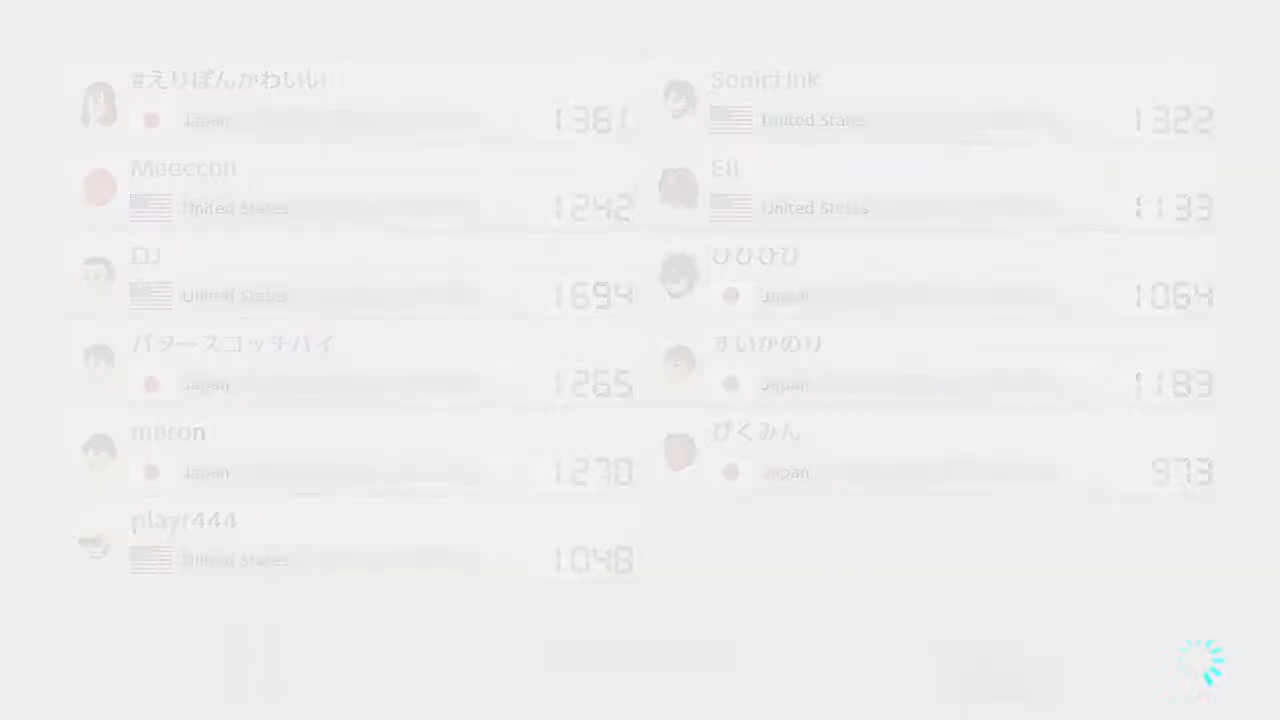 #えりぽんかわいい
Japan
1361
SonicLink
United States
1322
United States
1242
Eli
United States
1133
DJ
United States
1694
ひひひひ
Japan
1064
バタースコッチパイ
Japan
1265
すいかのり
Japan
1183
meron
Japan
1270
ぴくみん
Japan
973
playr444
United States
1048